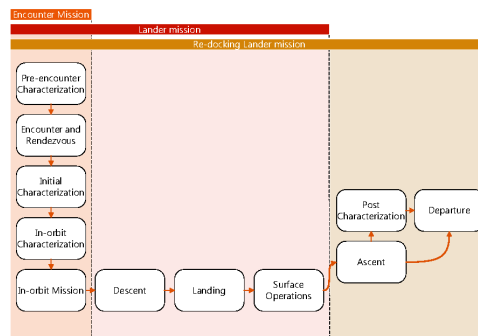 Encounter Mission
Lander mission
Re-docking Lander mission
Pre-encounter
Characterization
Encounter and
Rendezvous
Initial
Characterization
In-orbit
Characterization
In-orbit Mission
Descent
Landing
Surface
Operations
Post
Characterization
Departure
Ascent